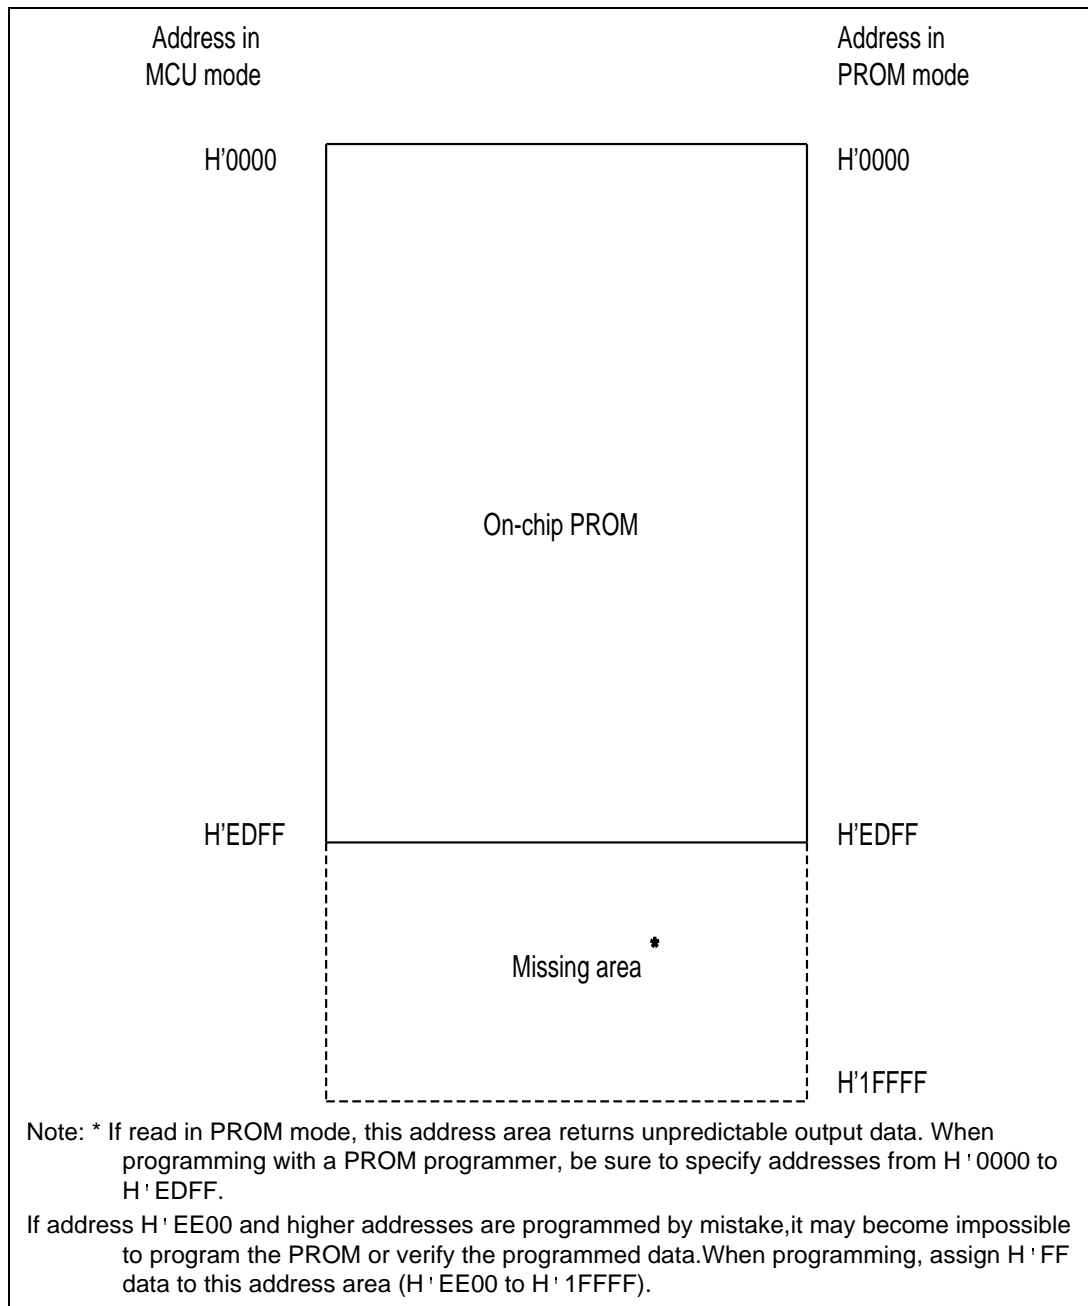 Address in
MCU mode
Address in
PROM mode
H'0000
H'0000
On-chip PROM
H'EDFF
H'EDFF
Missing area*
H'1FFFF
Note: * If read in PROM mode, this address area returns unpredictable output data. When
programming with a PROM programmer, be sure to specify addresses from H'0000 to
H'EDFF.
If address H'EE00 and higher addresses are programmed by mistake,it may become impossible
to program the PROM or verify the programmed data.When programming, assign H'FF
data to this address area (H'EE00 to H'1FFFF).